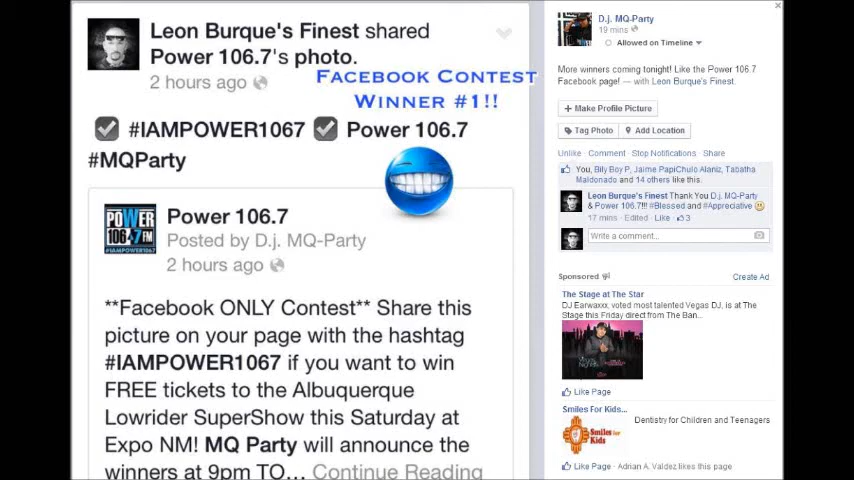 Leon Burque's Finest shared
Power 106.7's photo.
2 hours ago
FACEBOOK CONTEST
WINNER #1!!
#IAMPOWER1067 Power 106.7
#MQParty
POWER
106.7 FM
#IAMPOWER1067
Power 106.7
Posted by D.j. MQ-Party
2 hours ago
**Facebook ONLY Contest** Share this
picture on your page with the hashtag
#IAMPOWER1067 if you want to win
FREE tickets to the Albuquerque
Lowrider SuperShow this Saturday at
Expo NM! MQ Party will announce the
winners at 9pm TO... Continue Reading
D.j. MQ-Party
19 mins
Allowed on Timeline
More winners coming tonight! Like the Power 106.7
Facebook page! — with Leon Burque's Finest.
+ Make Profile Picture
Tag Photo Add Location
Unlike · Comment · Stop Notifications · Share
You, Bily Boy P, Jaime PapiChulo Alaniz, Tabatha
Maldonado and 14 others like this.
Leon Burque's Finest Thank You D.j. MQ-Party
& Power 106.7!!! #Blessed and #Appreciative
17 mins · Edited · Like · 3
Write a comment...
Sponsored Create Ad
The Stage at The Star
DJ Earwaxxx, voted most talented Vegas DJ, is at The
Stage this Friday direct from The Ban...
Like Page
Smiles For Kids...
Dentistry for Children and Teenagers
Smiles for
Kids
Like Page · Adrian A. Valdez likes this page